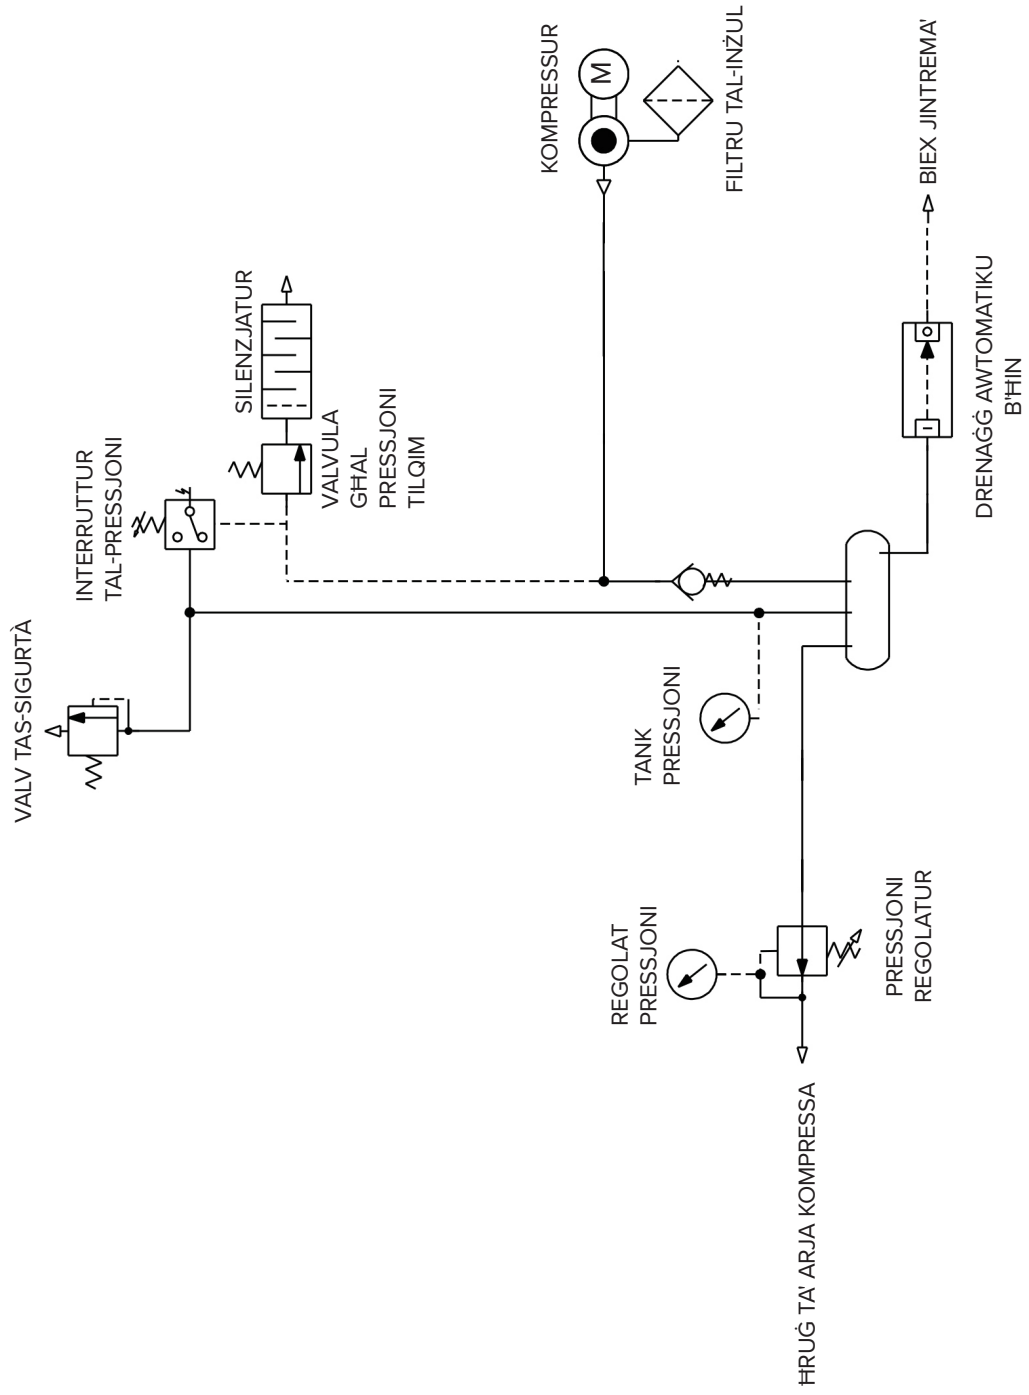 VALV TAS-SIGURTÀ
INTERRUTTUR
TAL-PRESSJONI
SILENZJATUR
VALVULA
GĦAL
PRESSJONI
TILQIM
KOMPRESSUR
M
FILTRU TAL-INŻUL
BIEX JINTREMA'
DRENAĠĠ AWTOMATIKU
B'ĦIN
TANK
PRESSJONI
REGOLAT
PRESSJONI
PRESSJONI
REGOLATUR
ĦRUĠ TA' ARJA KOMPRESSA